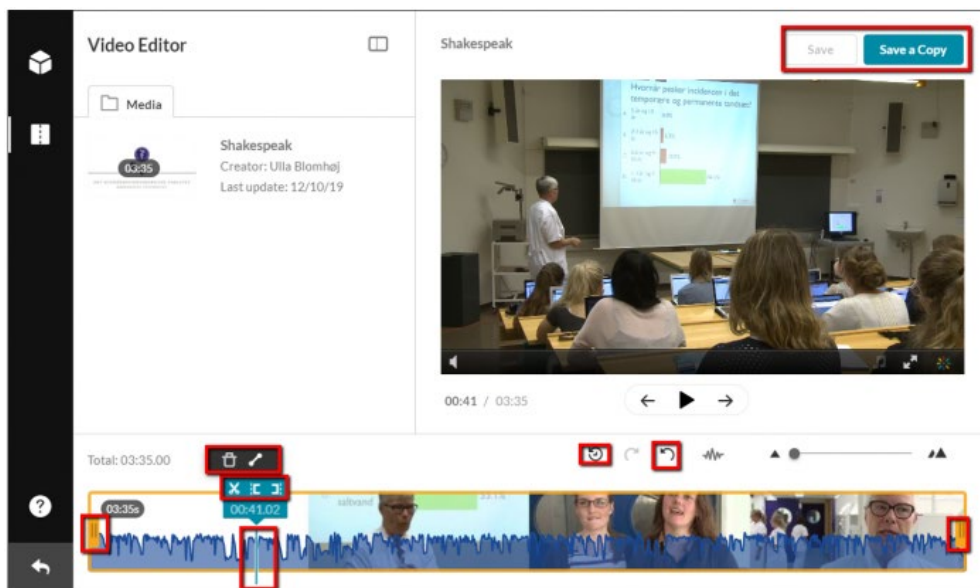 Video Editor
Media
03:35
Shakespeak
Creator: Ulla Blomhøj
Last update: 12/10/19
Shakespeak
Save
Save a Copy
Hvornår peaker incidensen i det
temporære og permanente tandsæt?
00:41 / 03:35
Total: 03:35.00
03:35s
00:41.02
saltvand